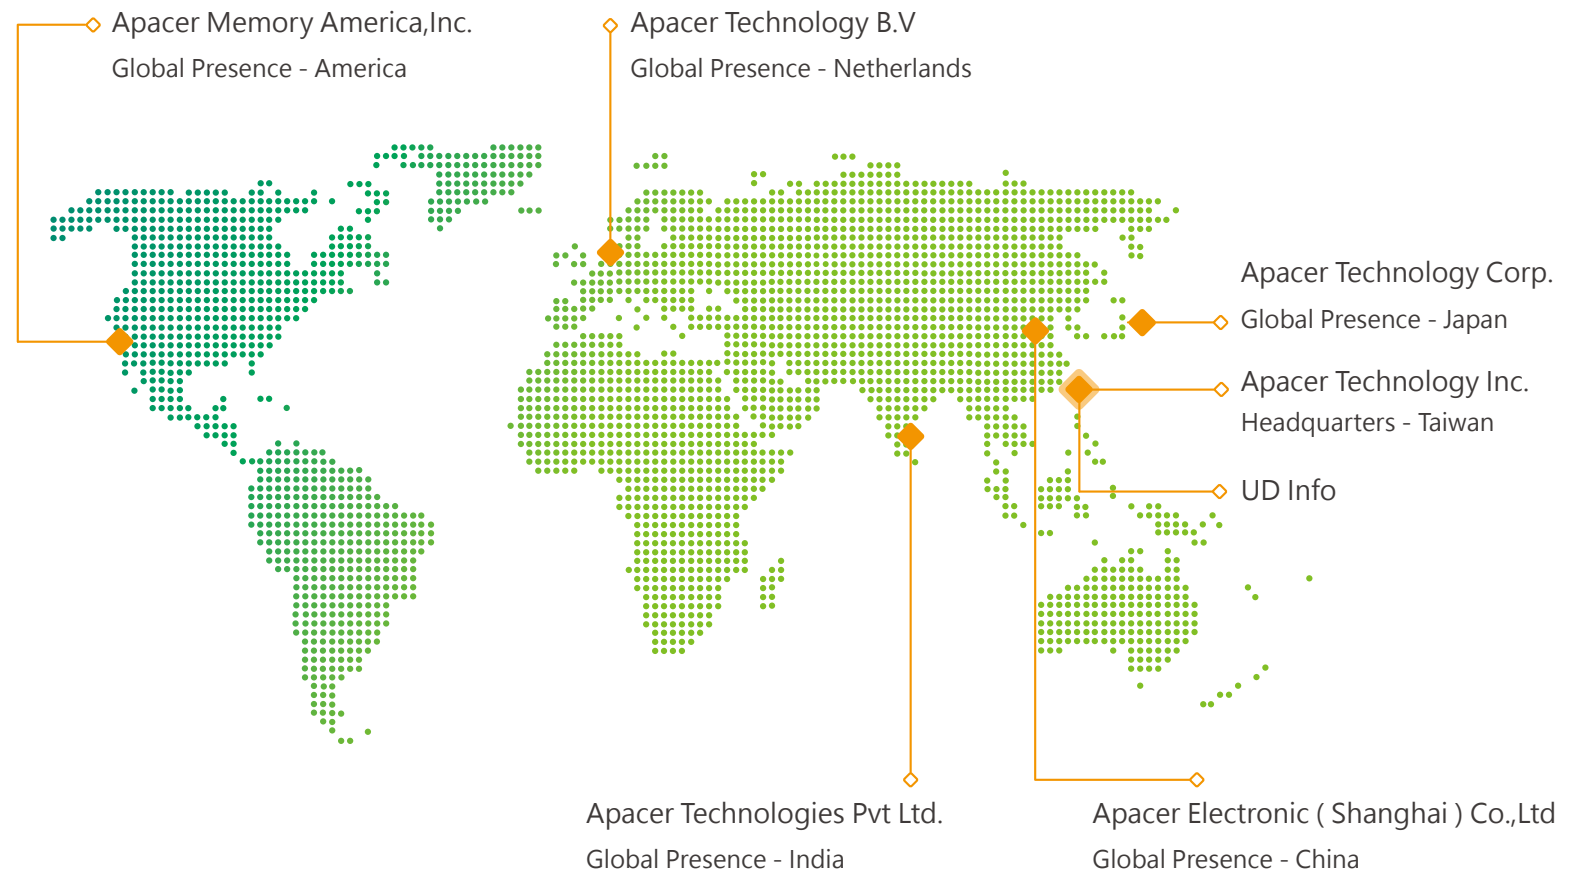 Apacer Memory America,Inc.
Global Presence - America
Apacer Technology B.V
Global Presence - Netherlands
Apacer Technology Corp.
Global Presence - Japan
Apacer Technology Inc.
Headquarters - Taiwan
UD Info
Apacer Technologies Pvt Ltd.
Global Presence - India
Apacer Electronic ( Shanghai ) Co.,Ltd
Global Presence - China